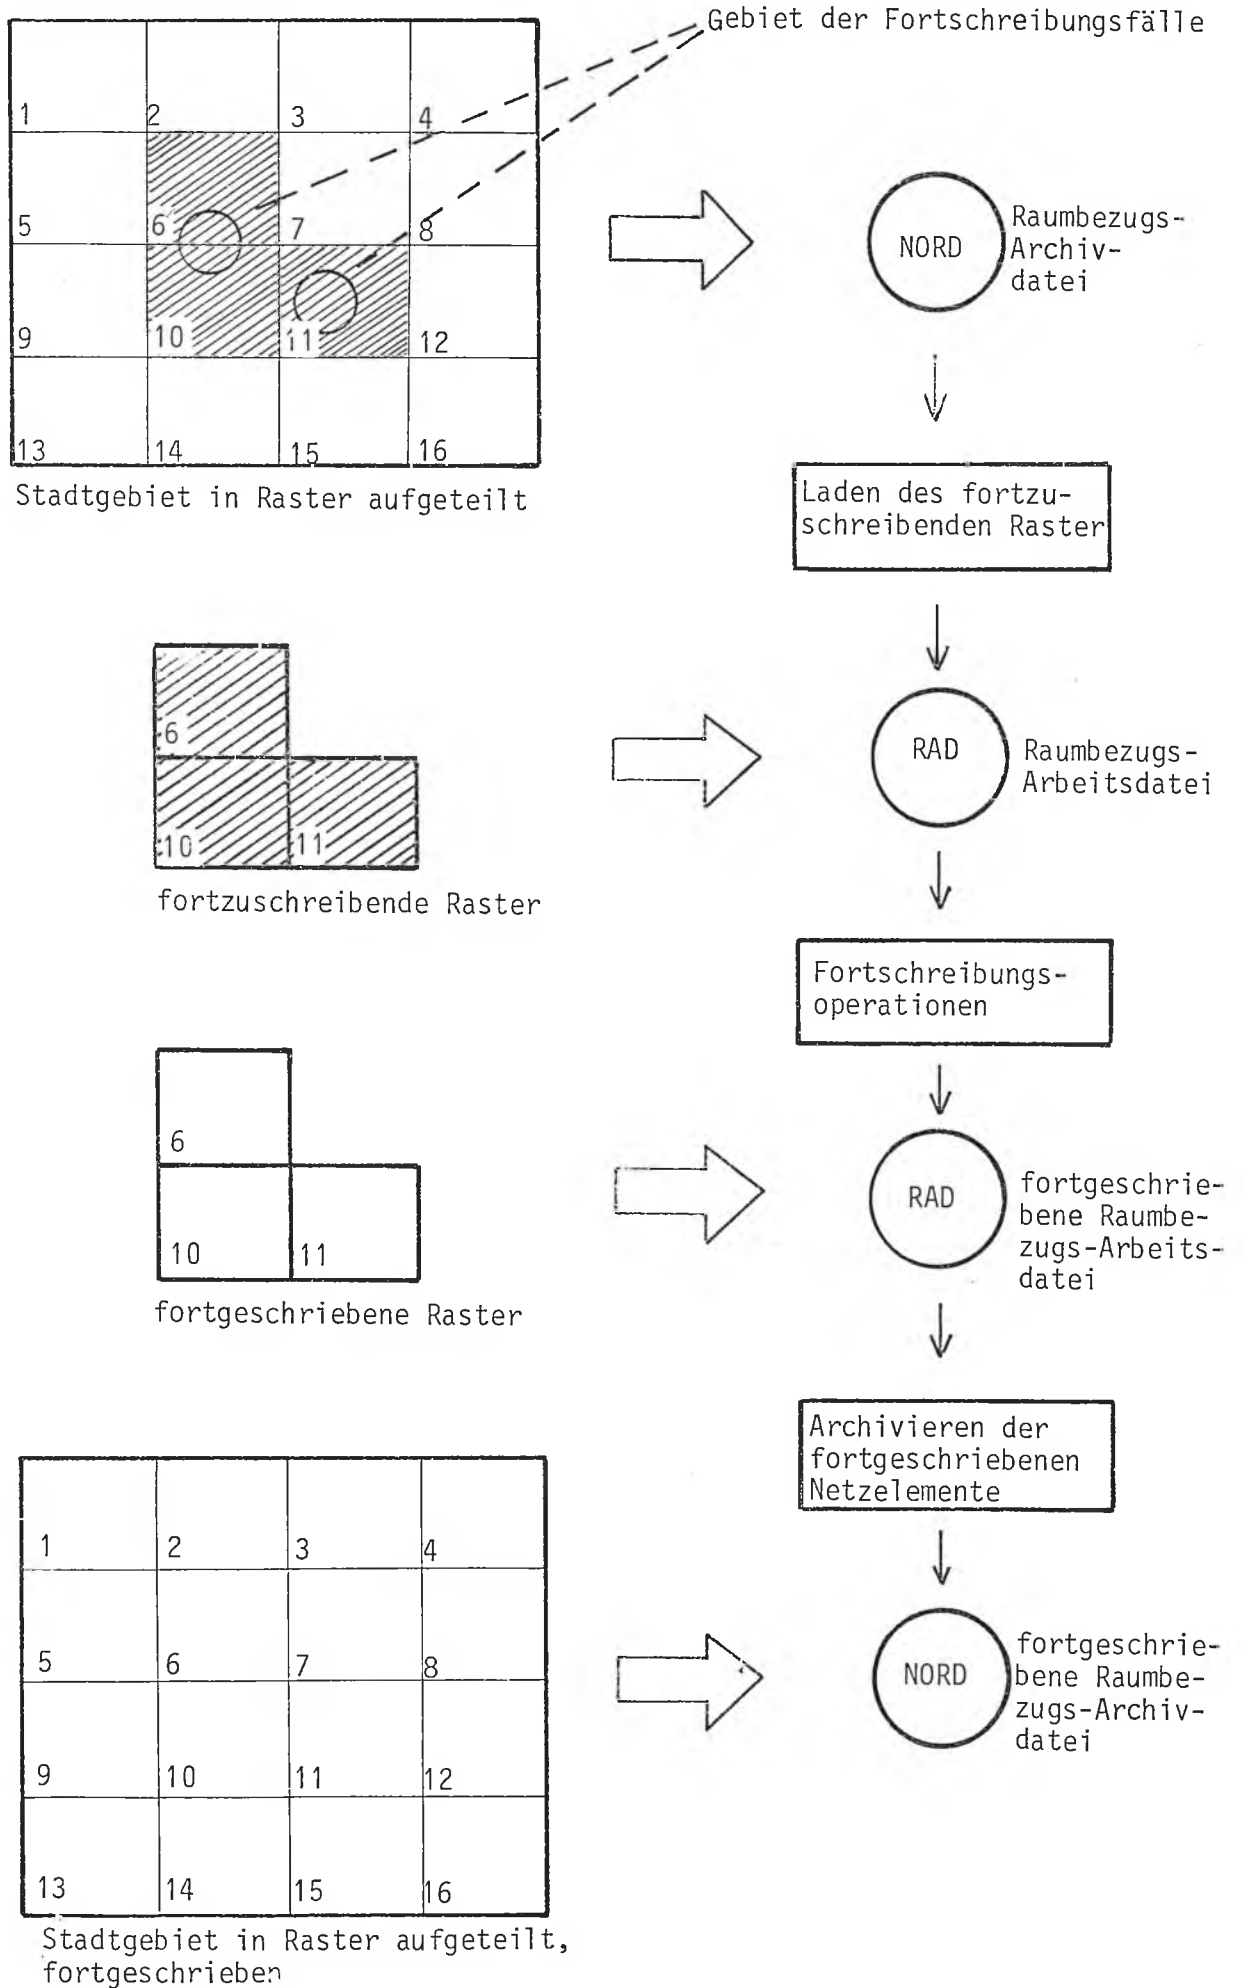 Gebiet der Fortschreibungsfälle
1 2 3 4
5 6 7 8
9 10 11 12
13 14 15 16
Stadtgebiet in Raster aufgeteilt
NORD
Raumbezugs-
Archiv-
datei
Laden des fortzu-
schreibenden Raster
6
10 11
fortzuschreibende Raster
RAD
Raumbezugs-
Arbeitsdatei
Fortschreibungs-
operationen
6
10 11
fortgeschriebene Raster
RAD
fortgeschrie-
bene Raumbe-
zugs-Arbeits-
datei
Archivieren der
fortgeschriebenen
Netzelemente
1 2 3 4
5 6 7 8
9 10 11 12
13 14 15 16
Stadtgebiet in Raster aufgeteilt,
fortgeschrieben
NORD
fortgeschrie-
bene Raumbe-
zugs-Archiv-
datei